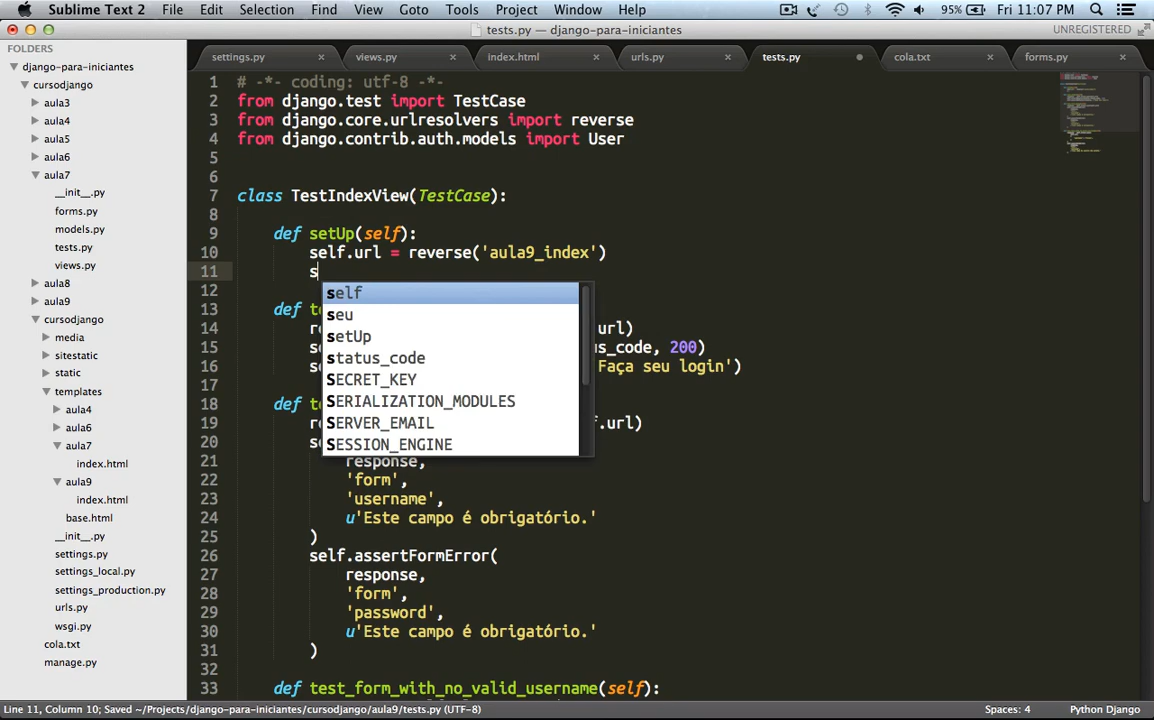 Sublime Text 2 File Edit Selection Find View Goto Tools Project Window Help 95% Fri 11:07 PM
tests.py — django-para-iniciantes UNREGISTERED
FOLDERS
django-para-iniciantes
cursodjango
aula3
aula4
aula5
aula6
aula7
__init__.py
forms.py
models.py
tests.py
views.py
aula8
aula9
cursodjango
media
sitestatic
static
templates
aula4
aula6
aula7
index.html
aula9
index.html
base.html
__init__.py
settings.py
settings_local.py
settings_production.py
urls.py
wsgi.py
cola.txt
manage.py
settings.py views.py index.html urls.py tests.py cola.txt forms.py
1 # -*- coding: utf-8 -*-
2 from django.test import TestCase
3 from django.core.urlresolvers import reverse
4 from django.contrib.auth.models import User
5
6
7 class TestIndexView(TestCase):
8
9 def setUp(self):
10 self.url = reverse('aula9_index')
11 s
12
13 def t
14 r url)
15 s us_code, 200)
16 s 'Faça seu login')
17
18 def t
19 r f.url)
20 s
21 response,
22 'form',
23 'username',
24 u'Este campo é obrigatório.'
25 )
26 self.assertFormError(
27 response,
28 'form',
29 'password',
30 u'Este campo é obrigatório.'
31 )
32
33 def test_form_with_no_valid_username(self):
self
seu
setUp
status_code
SECRET_KEY
SERIALIZATION_MODULES
SERVER_EMAIL
SESSION_ENGINE
Line 11, Column 10; Saved ~/Projects/django-para-iniciantes/cursodjango/aula9/tests.py (UTF-8) Spaces: 4 Python Django